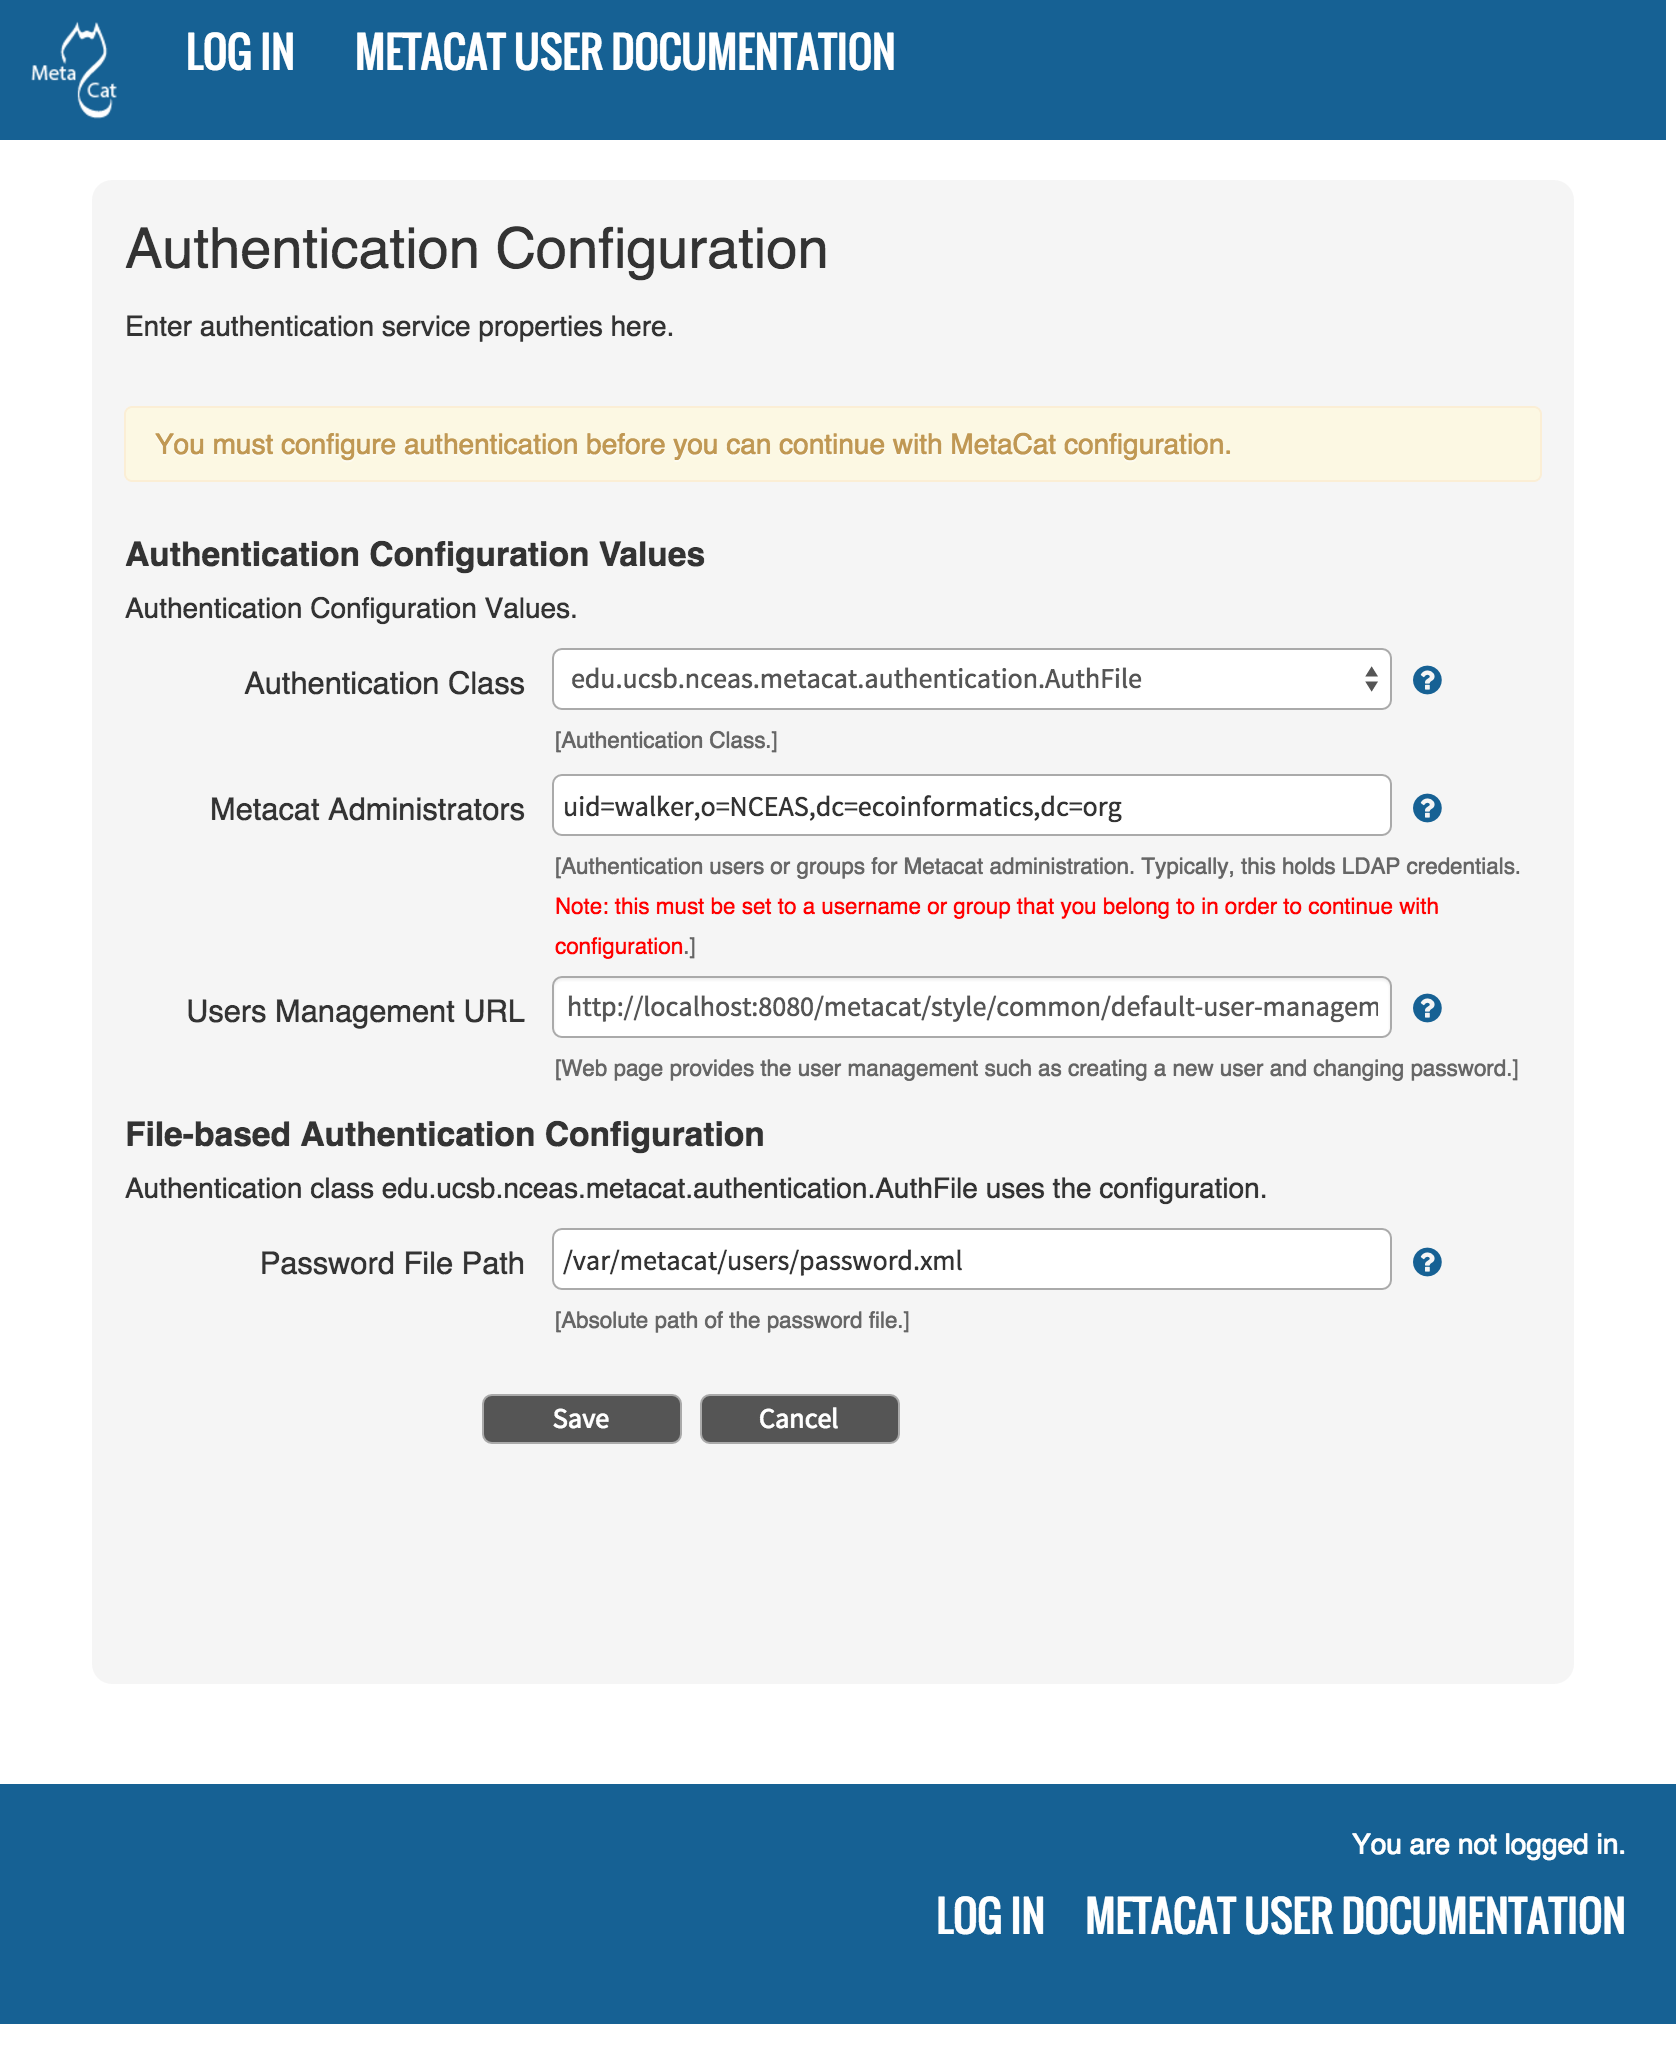 Meta
Cat
LOG IN METACAT USER DOCUMENTATION
Authentication Configuration
Enter authentication service properties here.
You must configure authentication before you can continue with MetaCat configuration.
Authentication Configuration Values
Authentication Configuration Values.
Authentication Class edu.ucsb.nceas.metacat.authentication.AuthFile ?
[Authentication Class.]
Metacat Administrators uid=walker,o=NCEAS,dc=ecoinformatics,dc=org ?
[Authentication users or groups for Metacat administration. Typically, this holds LDAP credentials.
Note: this must be set to a username or group that you belong to in order to continue with
configuration.]
Users Management URL http://localhost:8080/metacat/style/common/default-user-managem ?
[Web page provides the user management such as creating a new user and changing password.]
File-based Authentication Configuration
Authentication class edu.ucsb.nceas.metacat.authentication.AuthFile uses the configuration.
Password File Path /var/metacat/users/password.xml ?
[Absolute path of the password file.]
Save Cancel
You are not logged in.
LOG IN METACAT USER DOCUMENTATION